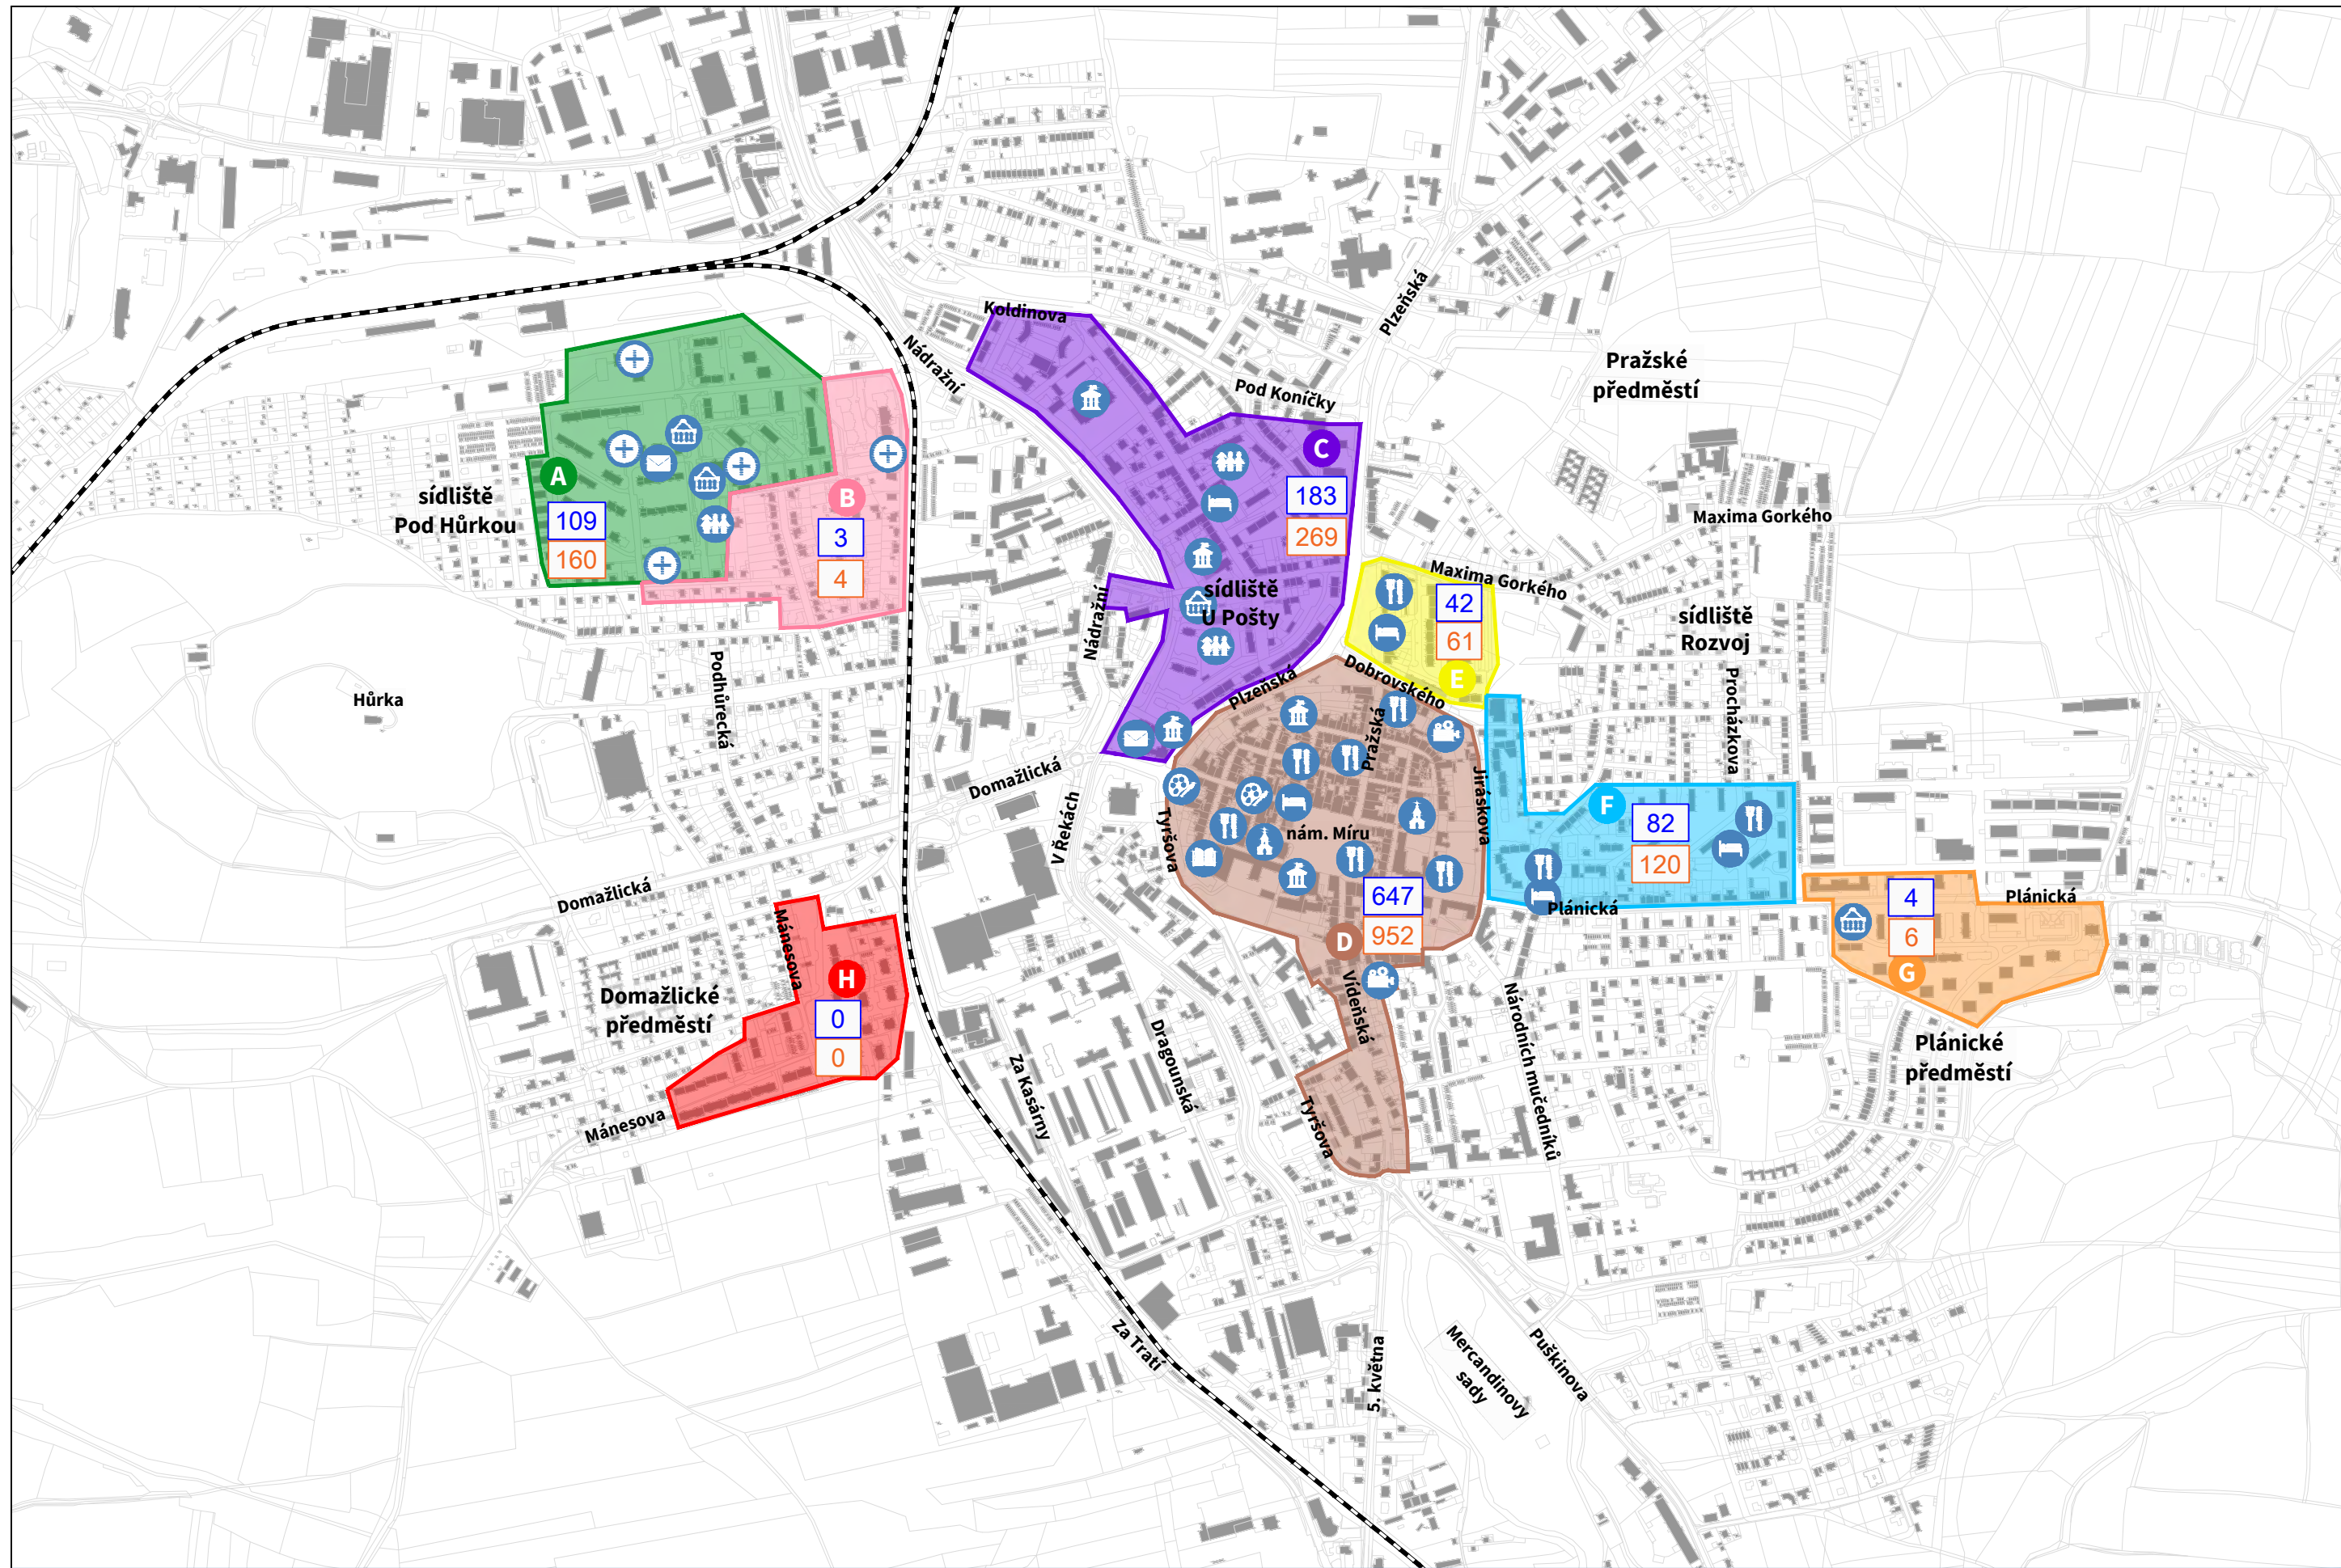 Koldinova
Nádražní
Plzeňská
Pražské
předměstí
Pod Koníčky
C
183
269
A
109
160
sídliště
Pod Hůrkou
B
3
4
Maxima Gorkého
Maxima Gorkého
42
61
E
sídliště
U Pošty
sídliště
Rozvoj
Nádražní
Podhůrecká
Hůrka
Plzeňská
Dobrovského
Pražská
Procházkova
Domažlická
Jiráskova
V Řekách
Tyršova
nám. Míru
F
82
120
Domažlická
Plánická
Plánická
4
6
G
647
952
D
Mánesova
H
0
0
Domažlické
předměstí
Vídeňská
Národních mučedníků
Plánické
předměstí
Dragounská
Za Kasárny
Mánesova
Tyršova
Za Tratí
5. května
Mercandinovy
sady
Puškinova